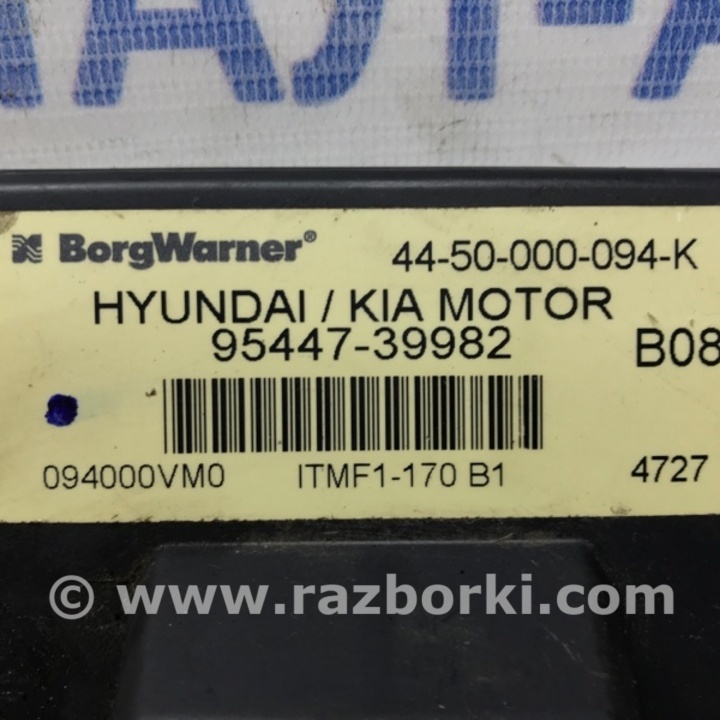 BorgWarner® 44-50-000-094-K
HYUNDAI / KIA MOTOR
95447-39982 B08
094000VM0 ITMF1-170 B1 4727
© www.razborki.com